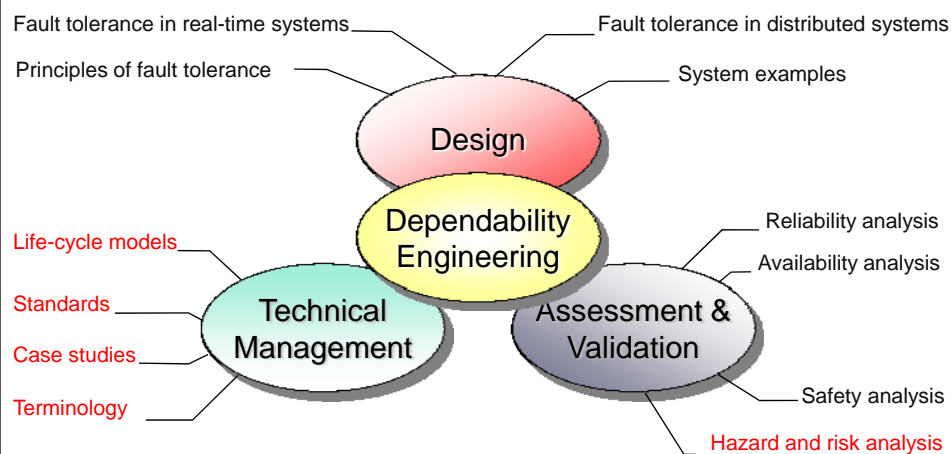 Fault tolerance in real-time systems
Fault tolerance in distributed systems
Principles of fault tolerance
System examples
Design
Dependability
Engineering
Reliability analysis
Life-cycle models
Availability analysis
Standards
Technical
Management
Assessment &
Validation
Case studies
Terminology
Safety analysis
Hazard and risk analysis